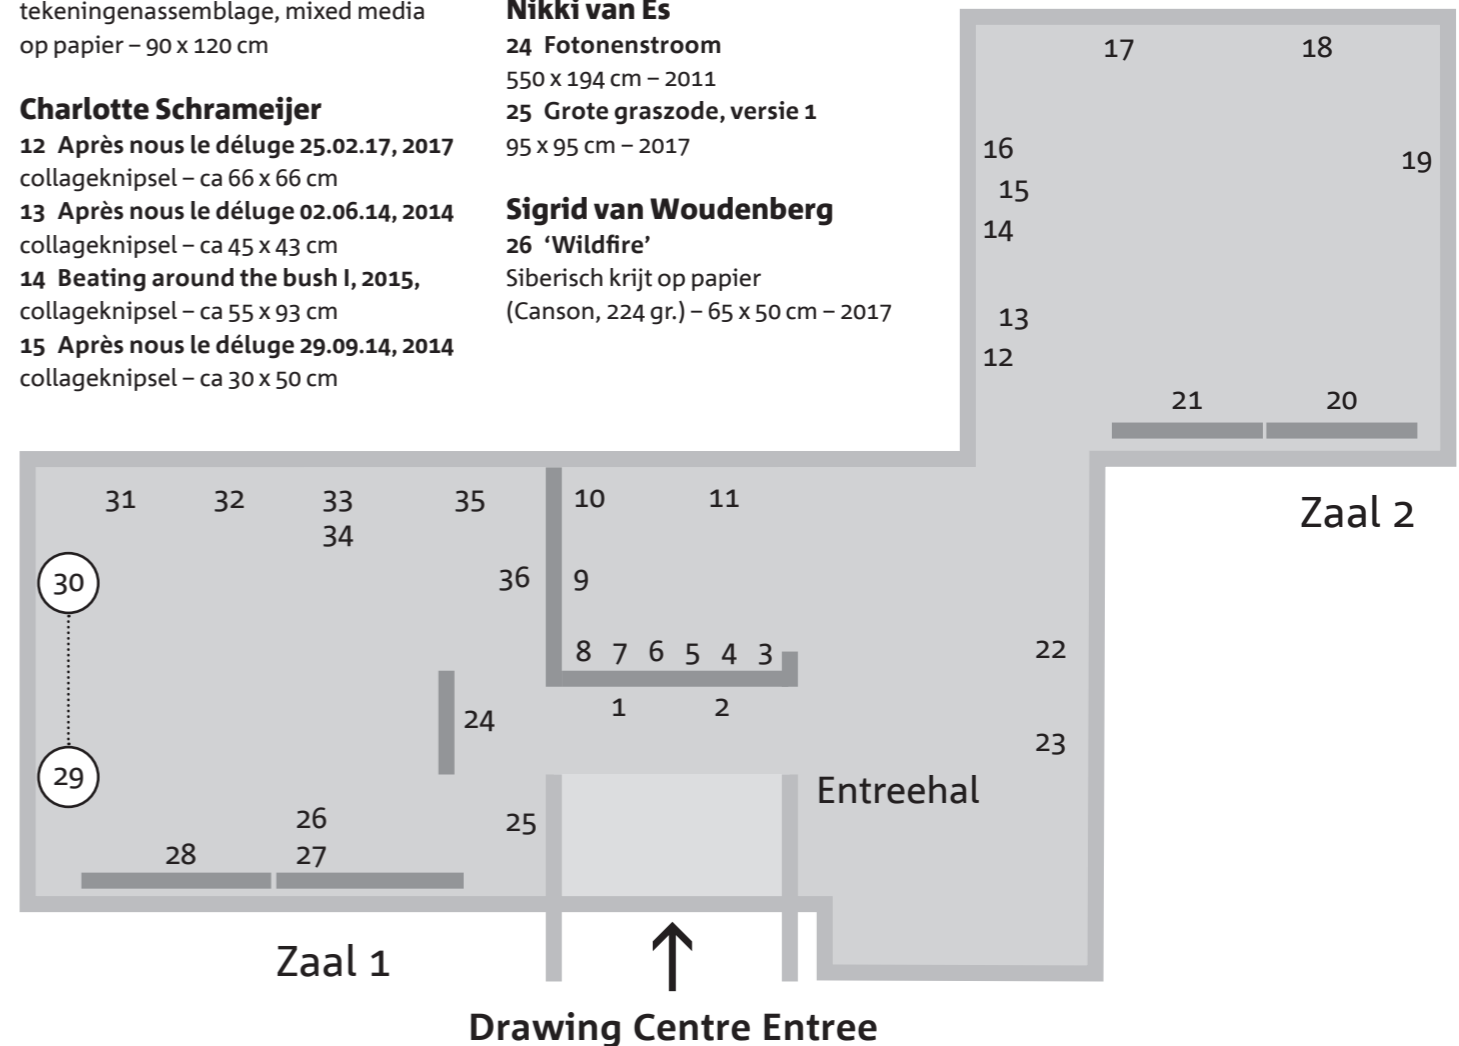 tekeningenassemblage, mixed media
op papier – 90 x 120 cm
Charlotte Schrameijer
12 Après nous le déluge 25.02.17, 2017
collageknipsel – ca 66 x 66 cm
13 Après nous le déluge 02.06.14, 2014
collageknipsel – ca 45 x 43 cm
14 Beating around the bush I, 2015,
collageknipsel – ca 55 x 93 cm
15 Après nous le déluge 29.09.14, 2014
collageknipsel – ca 30 x 50 cm
Nikki van Es
24 Fotonenstroom
550 x 194 cm – 2011
25 Grote graszode, versie 1
95 x 95 cm – 2017
Sigrid van Woudenberg
26 ‘Wildfire’
Siberisch krijt op papier
(Canson, 224 gr.) – 65 x 50 cm – 2017
17 18
16
19
15
14
13
12
21 20
Zaal 2
31 32 33 35
34
10 11
30
36
9
8 7 6 5 4 3
22
1 2
24
23
29
Entreehal
26
25
28 27
Zaal 1
Drawing Centre Entree